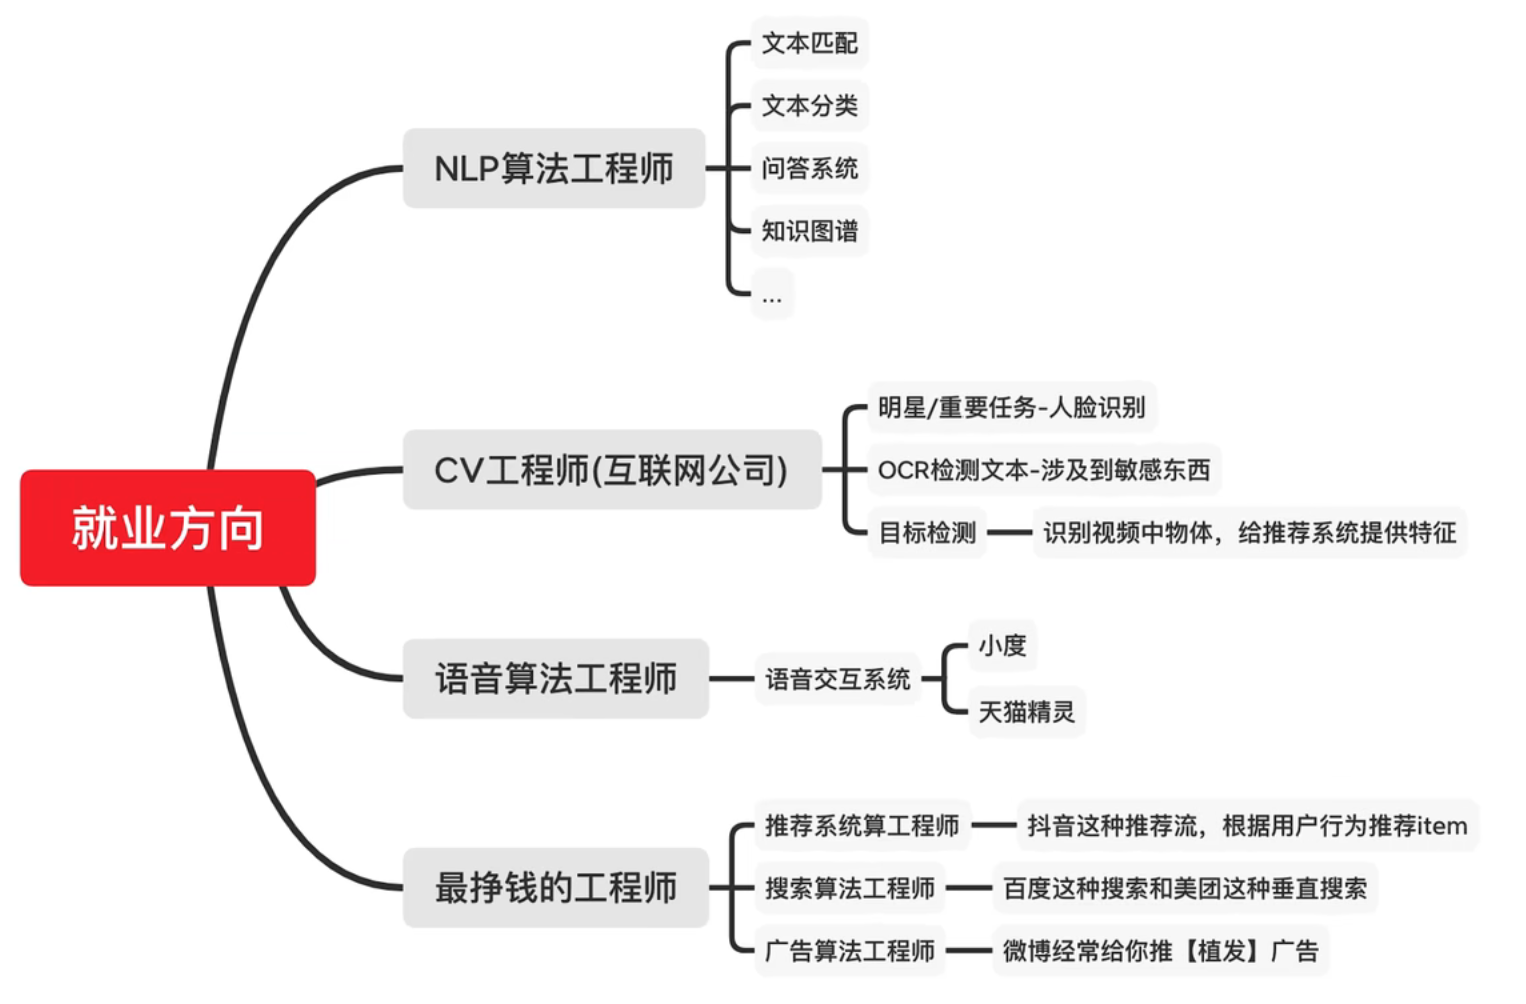 就业方向
NLP算法工程师
文本匹配
文本分类
问答系统
知识图谱
...
CV工程师(互联网公司)
明星/重要任务-人脸识别
OCR检测文本-涉及到敏感东西
目标检测
识别视频中物体，给推荐系统提供特征
语音算法工程师
语音交互系统
小度
天猫精灵
最挣钱的工程师
推荐系统算工程师
抖音这种推荐流，根据用户行为推荐item
搜索算法工程师
百度这种搜索和美团这种垂直搜索
广告算法工程师
微博经常给你推【植发】广告